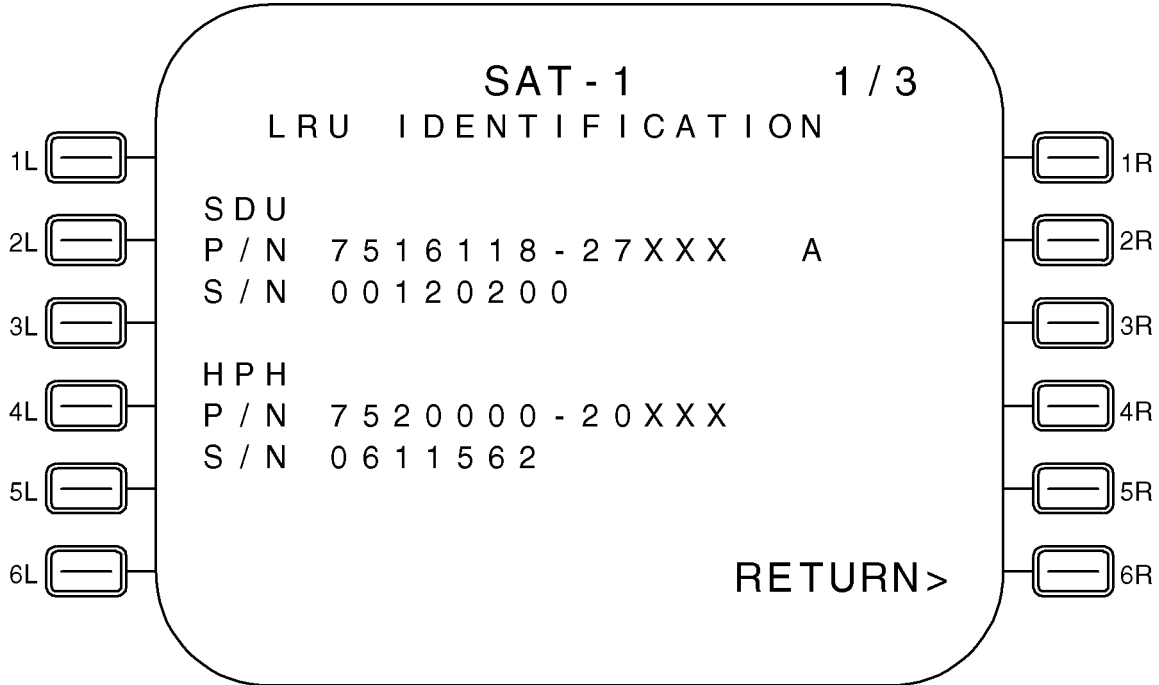 SAT-1 1/3
LRU IDENTIFICATION
1L 1R
SDU
2L P/N 7516118-27XXX A 2R
S/N 00120200
3L 3R
HPH
4L P/N 7520000-20XXX 4R
S/N 0611562
5L 5R
6L RETURN> 6R